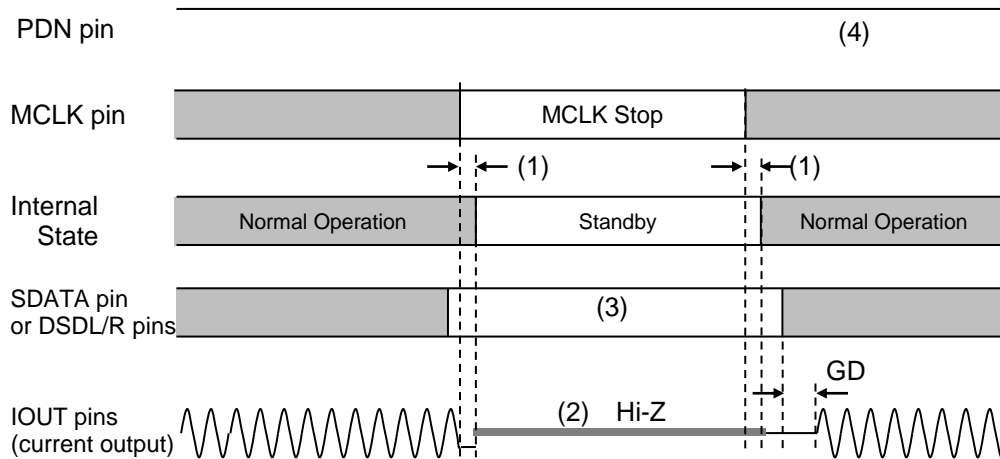 PDN pin
(4)
MCLK pin
MCLK Stop
(1)
(1)
Internal
State
Normal Operation
Standby
Normal Operation
SDATA pin
or DSDL/R pins
(3)
GD
IOUT pins
(current output)
(2) Hi-Z